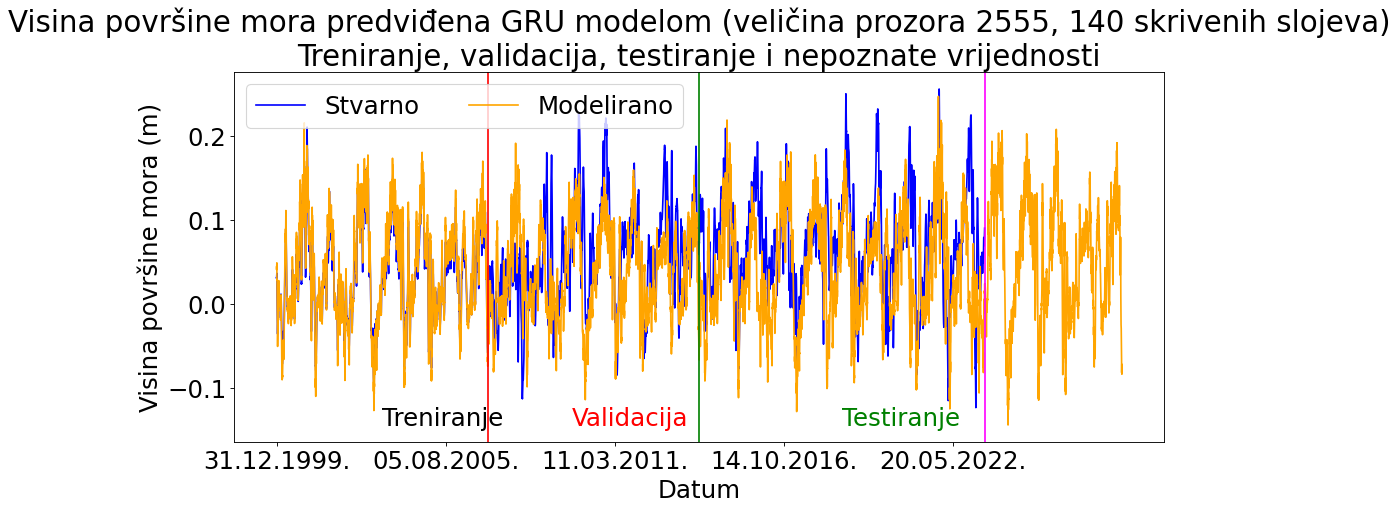 Visina površine mora predviđena GRU modelom (veličina prozora 2555, 140 skrivenih slojeva)
Treniranje, validacija, testiranje i nepoznate vrijednosti
Stvarno Modelirano
Visina površine mora (m)
0.2
0.1
0.0
−0.1
Treniranje Validacija Testiranje
31.12.1999. 05.08.2005. 11.03.2011. 14.10.2016. 20.05.2022.
Datum